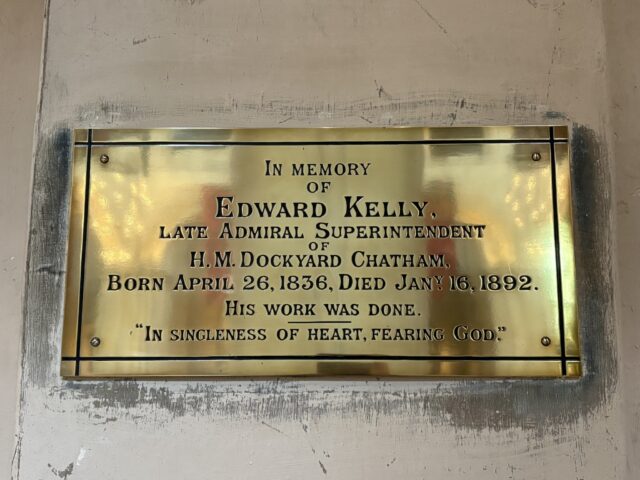 In memory
of
Edward Kelly,
late Admiral Superintendent
of
H.M. Dockyard Chatham.
Born April 26, 1836, Died Jany. 16, 1892.
His work was done.
"In singleness of heart, fearing God."